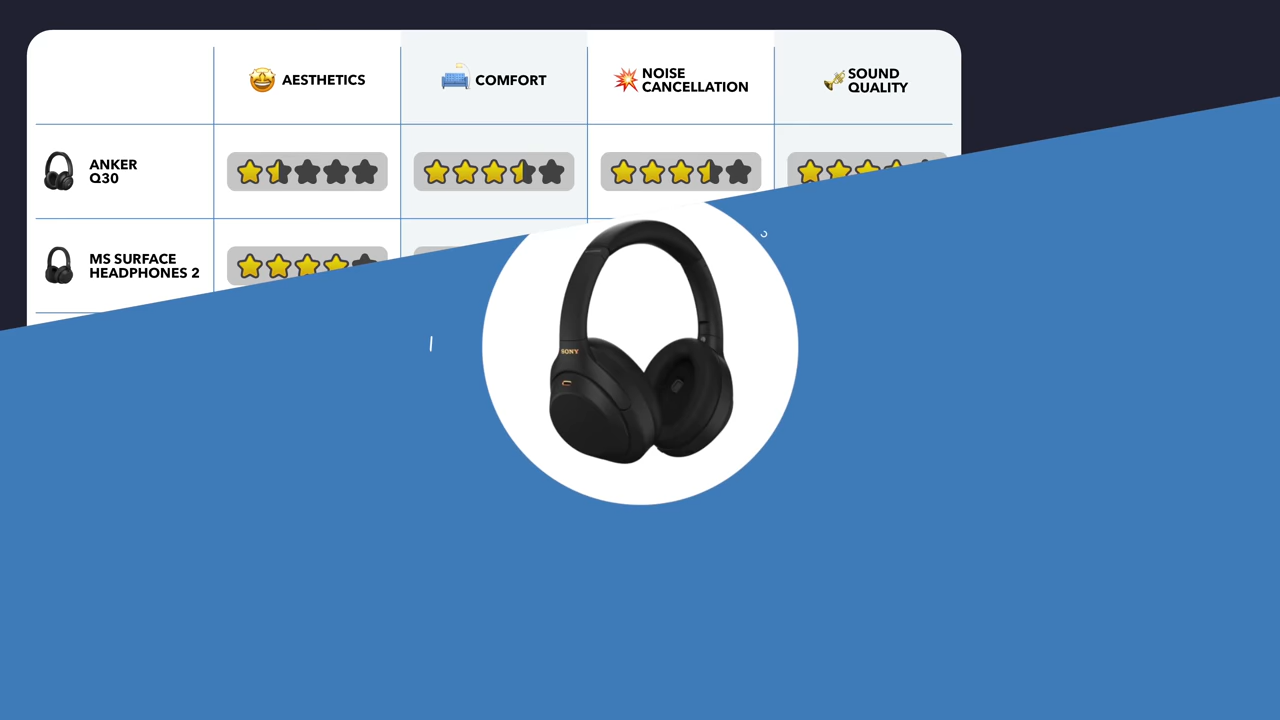 AESTHETICS
COMFORT
NOISE
CANCELLATION
SOUND
QUALITY
ANKER
Q30
MS SURFACE
HEADPHONES 2
SONY